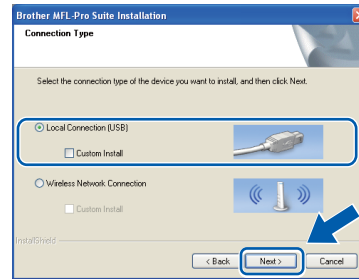 Brother MFL-Pro Suite Installation
Connection Type
Select the connection type of the device you want to install, and then click Next.
Local Connection (USB)
Custom Install
Wireless Network Connection
Custom Install
InstallShield
< Back
Next >
Cancel